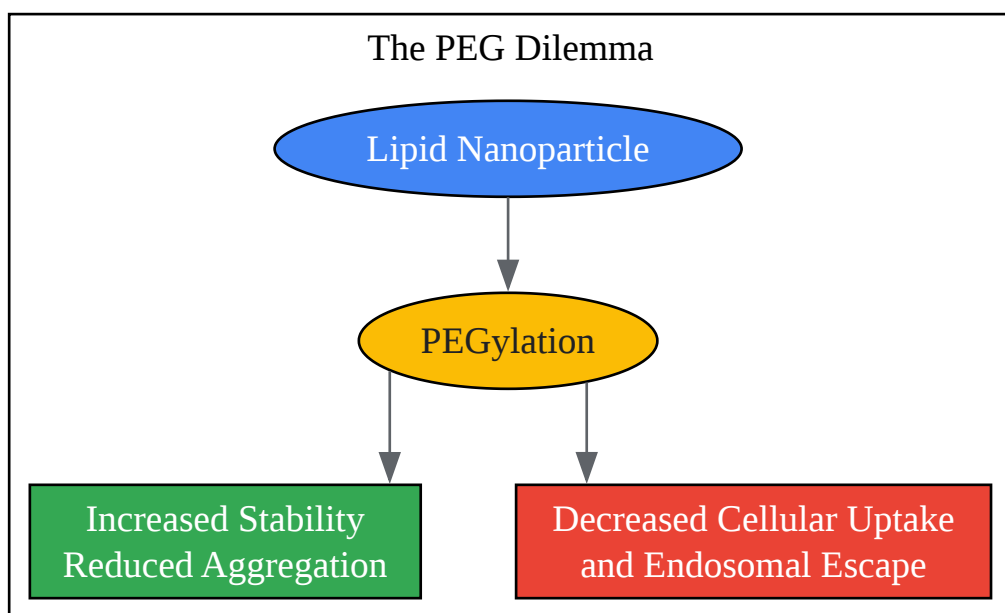 The PEG Dilemma
Lipid Nanoparticle
PEGylation
Increased Stability
Reduced Aggregation
Decreased Cellular Uptake
and Endosomal Escape